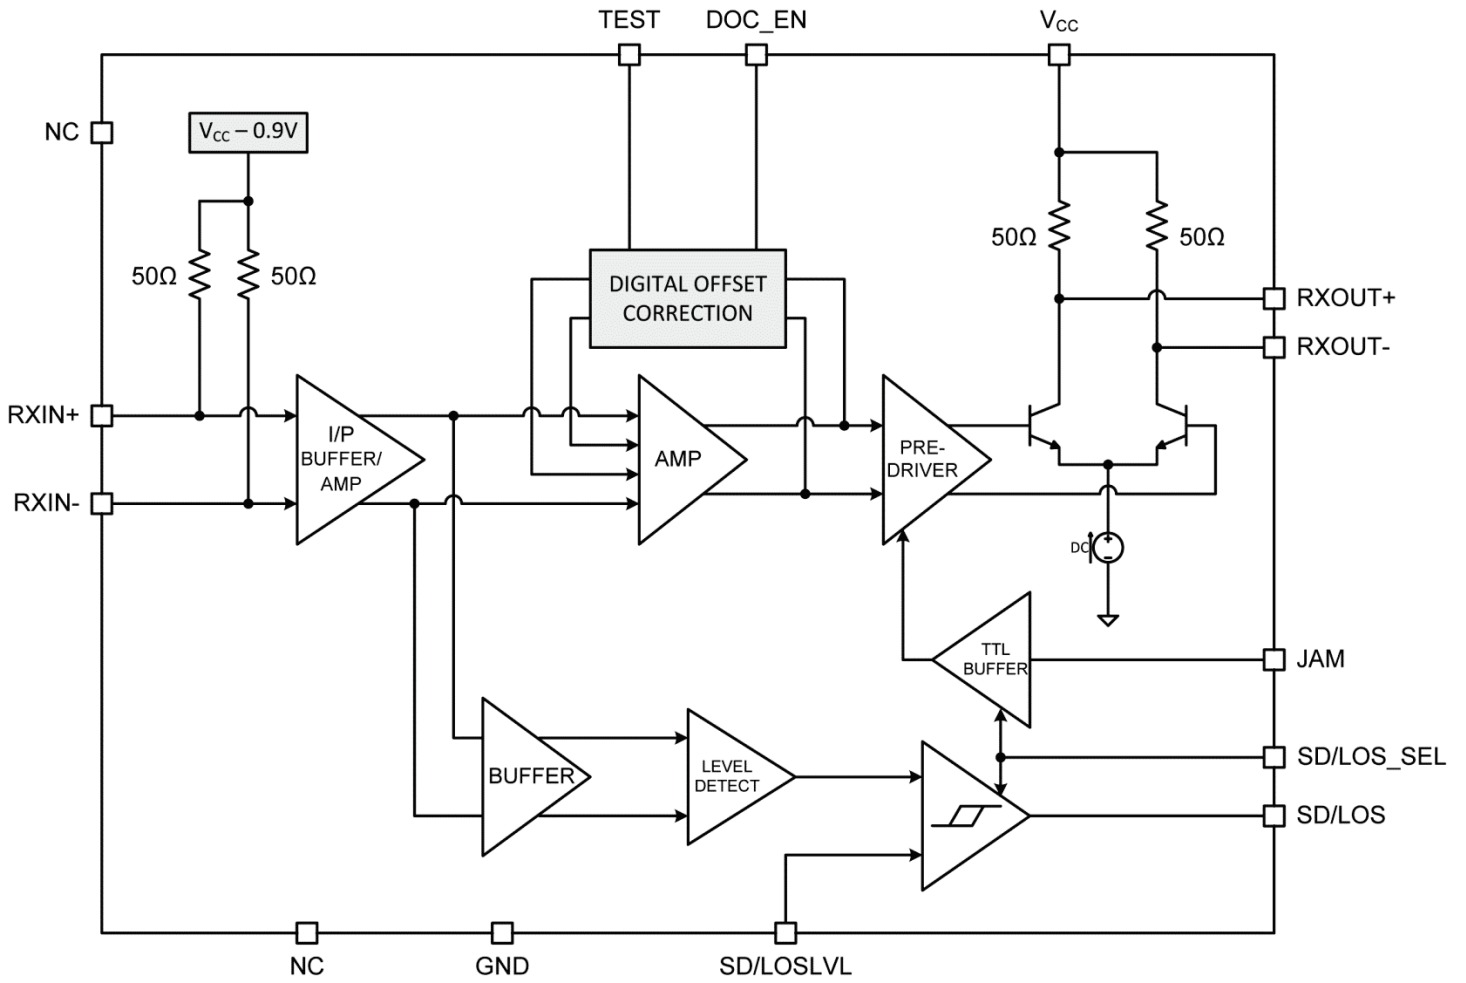 TEST
DOC_EN
VCC
NC
VCC – 0.9V
50Ω
50Ω
50Ω
50Ω
DIGITAL OFFSET
CORRECTION
RXOUT+
RXOUT-
RXIN+
RXIN-
I/P
BUFFER/
AMP
AMP
PRE-
DRIVER
DC
+
–
TTL
BUFFER
JAM
BUFFER
LEVEL
DETECT
SD/LOS_SEL
SD/LOS
NC
GND
SD/LOSLVL